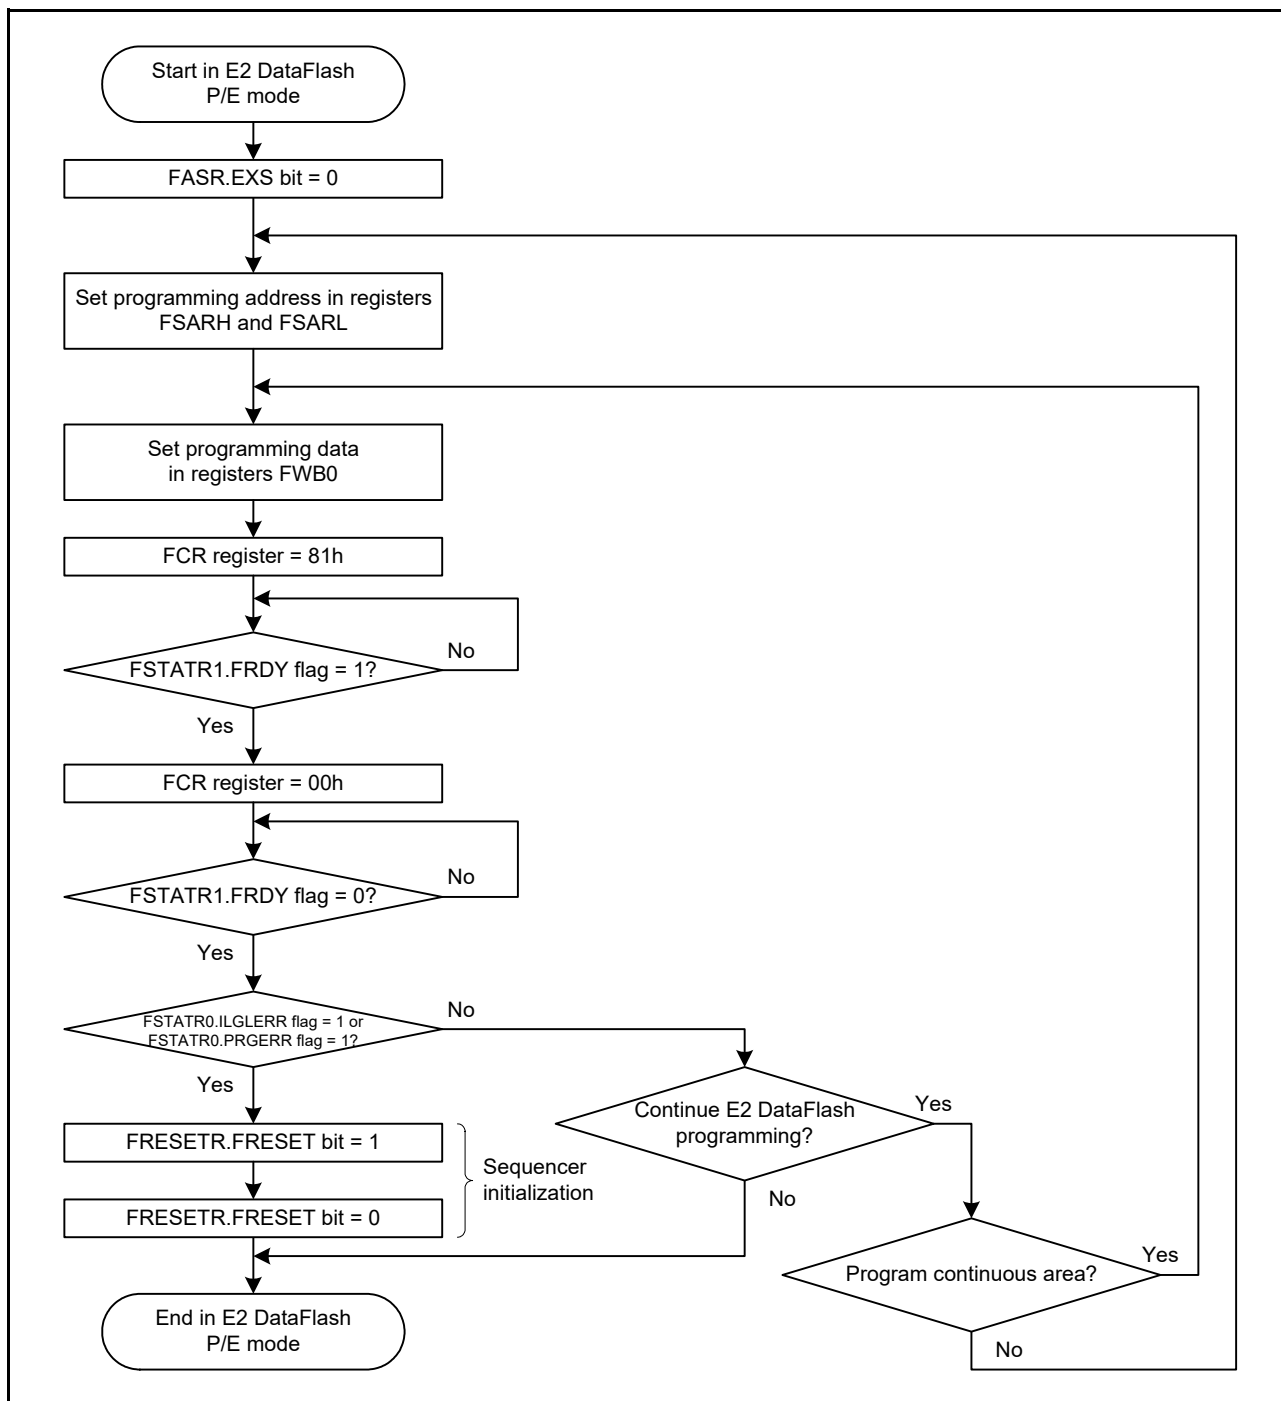 Start in E2 DataFlash
P/E mode
FASR.EXS bit = 0
Set programming address in registers
FSARH and FSARL
Set programming data
in registers FWB0
FCR register = 81h
FSTATR1.FRDY flag = 1?
No
Yes
FCR register = 00h
FSTATR1.FRDY flag = 0?
No
Yes
FSTATR0.ILGLERR flag = 1 or
FSTATR0.PRGERR flag = 1?
No
Yes
Continue E2 DataFlash
programming?
Yes
No
FRESETR.FRESET bit = 1
FRESETR.FRESET bit = 0
Sequencer
initialization
Program continuous area?
Yes
No
End in E2 DataFlash
P/E mode